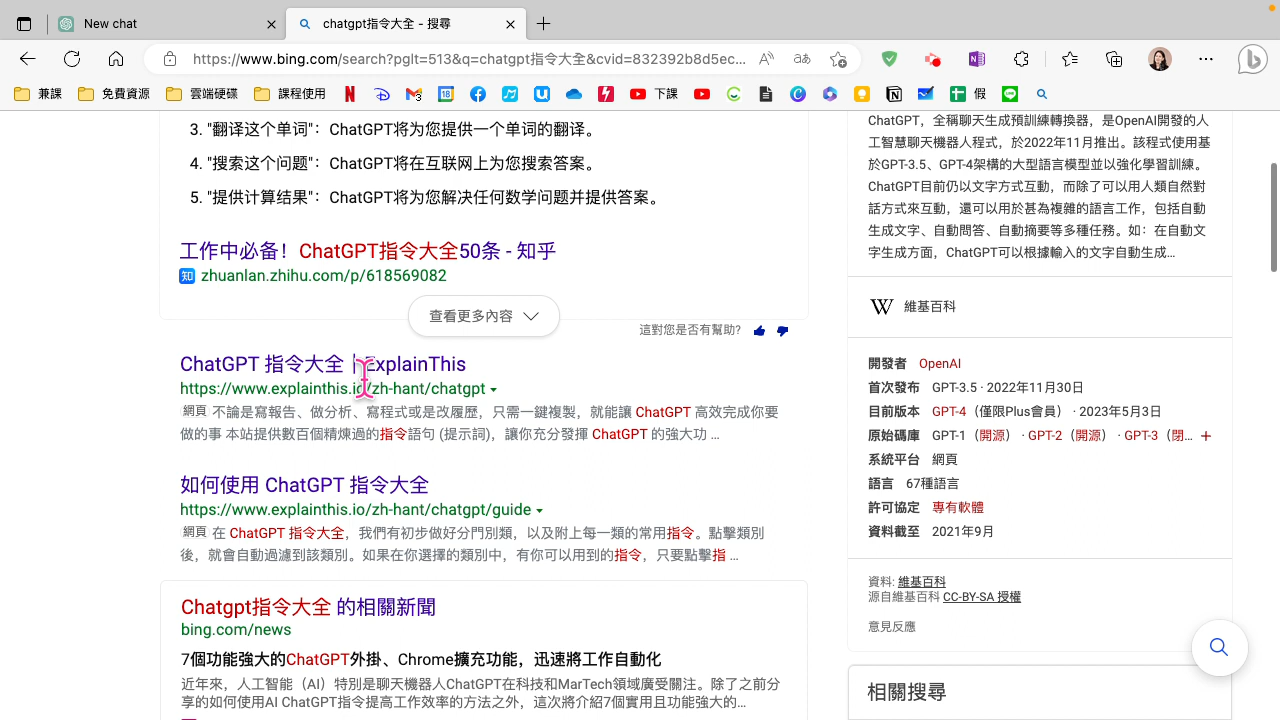 New chat
chatgpt指令大全 - 搜尋
https://www.bing.com/search?pglt=513&q=chatgpt指令大全&cvid=832392b8d5ec...
兼課
免費資源
雲端硬碟
課程使用
下課
假
3. "翻译这个单词"：ChatGPT将为您提供一个单词的翻译。
4. "搜索这个问题"：ChatGPT将在互联网上为您搜索答案。
5. "提供计算结果"：ChatGPT将为您解决任何数学问题并提供答案。
工作中必备！ChatGPT指令大全50条 - 知乎
知 zhuanlan.zhihu.com/p/618569082
查看更多內容
這對您是否有幫助?
ChatGPT 指令大全｜ExplainThis
https://www.explainthis.io/zh-hant/chatgpt
網頁 不論是寫報告、做分析、寫程式或是改履歷，只需一鍵複製，就能讓 ChatGPT 高效完成你要
做的事 本站提供數百個精煉過的指令語句 (提示詞)，讓你充分發揮 ChatGPT 的強大功 ...
如何使用 ChatGPT 指令大全
https://www.explainthis.io/zh-hant/chatgpt/guide
網頁 在 ChatGPT 指令大全，我們有初步做好分門別類，以及附上每一類的常用指令。點擊類別
後，就會自動過濾到該類別。如果在你選擇的類別中，有你可以用到的指令，只要點擊指 ...
Chatgpt指令大全 的相關新聞
bing.com/news
7個功能強大的ChatGPT外掛、Chrome擴充功能，迅速將工作自動化
近年來，人工智能（AI）特別是聊天機器人ChatGPT在科技和MarTech領域廣受關注。除了之前分
享的如何使用AI ChatGPT指令提高工作效率的方法之外，這次將介紹7個實用且功能強大的...
ChatGPT，全稱聊天生成預訓練轉換器，是OpenAI開發的人
工智慧聊天機器人程式，於2022年11月推出。該程式使用基
於GPT-3.5、GPT-4架構的大型語言模型並以強化學習訓練。
ChatGPT目前仍以文字方式互動，而除了可以用人類自然對
話方式來互動，還可以用於甚為複雜的語言工作，包括自動
生成文字、自動問答、自動摘要等多種任務。如：在自動文
字生成方面，ChatGPT可以根據輸入的文字自動生成…
W 維基百科
開發者 OpenAI
首次發布 GPT-3.5 · 2022年11月30日
目前版本 GPT-4（僅限Plus會員） · 2023年5月3日
原始碼庫 GPT-1（開源） · GPT-2（開源） · GPT-3（閉...
系統平台 網頁
語言 67種語言
許可協定 專有軟體
資料截至 2021年9月
資料: 維基百科
源自維基百科 CC-BY-SA 授權
意見反應
相關搜尋